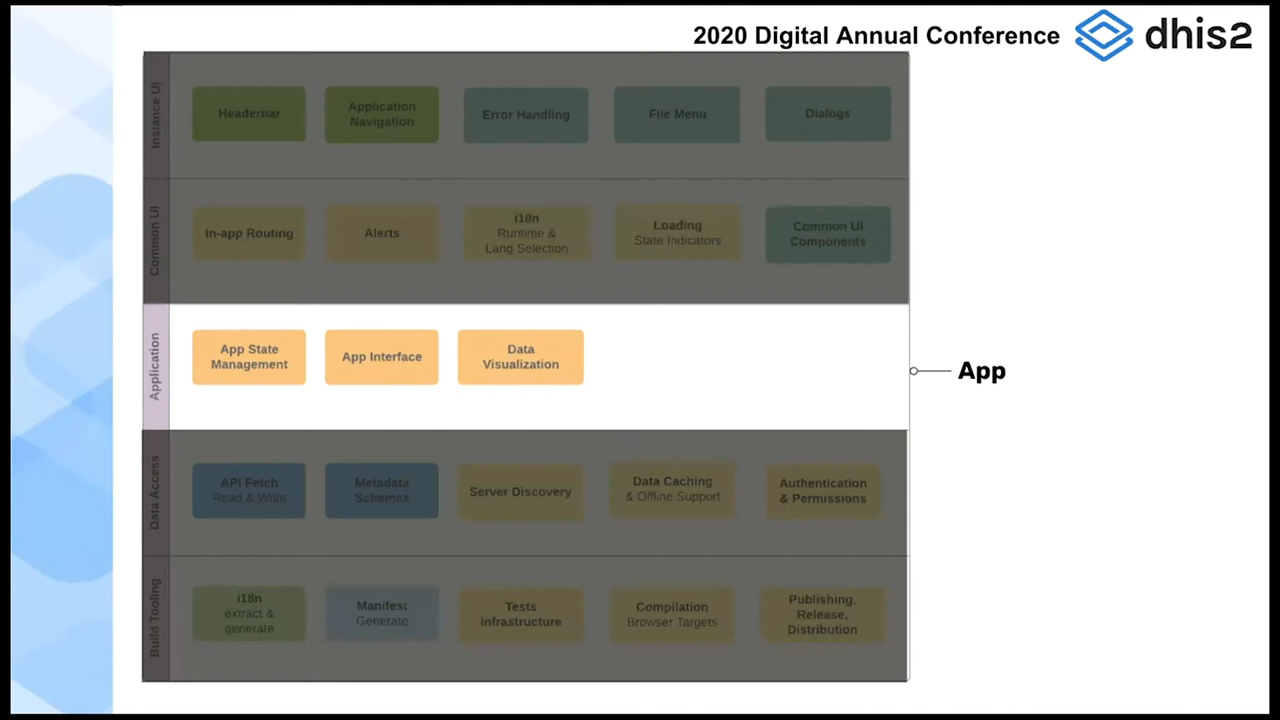 2020 Digital Annual Conference
dhis2
Instance UI
Headerbar
Application
Navigation
Error Handling
File Menu
Dialogs
Common UI
In-app Routing
Alerts
i18n
Runtime &
Lang Selection
Loading
State Indicators
Common UI
Components
Application
App State
Management
App Interface
Data
Visualization
App
Data Access
API Fetch
Read & Write
Metadata
Schemas
Server Discovery
Data Caching
& Offline Support
Authentication
& Permissions
Build Tooling
i18n
extract &
generate
Manifest
Generate
Tests
Infrastructure
Compilation
Browser Targets
Publishing,
Release,
Distribution